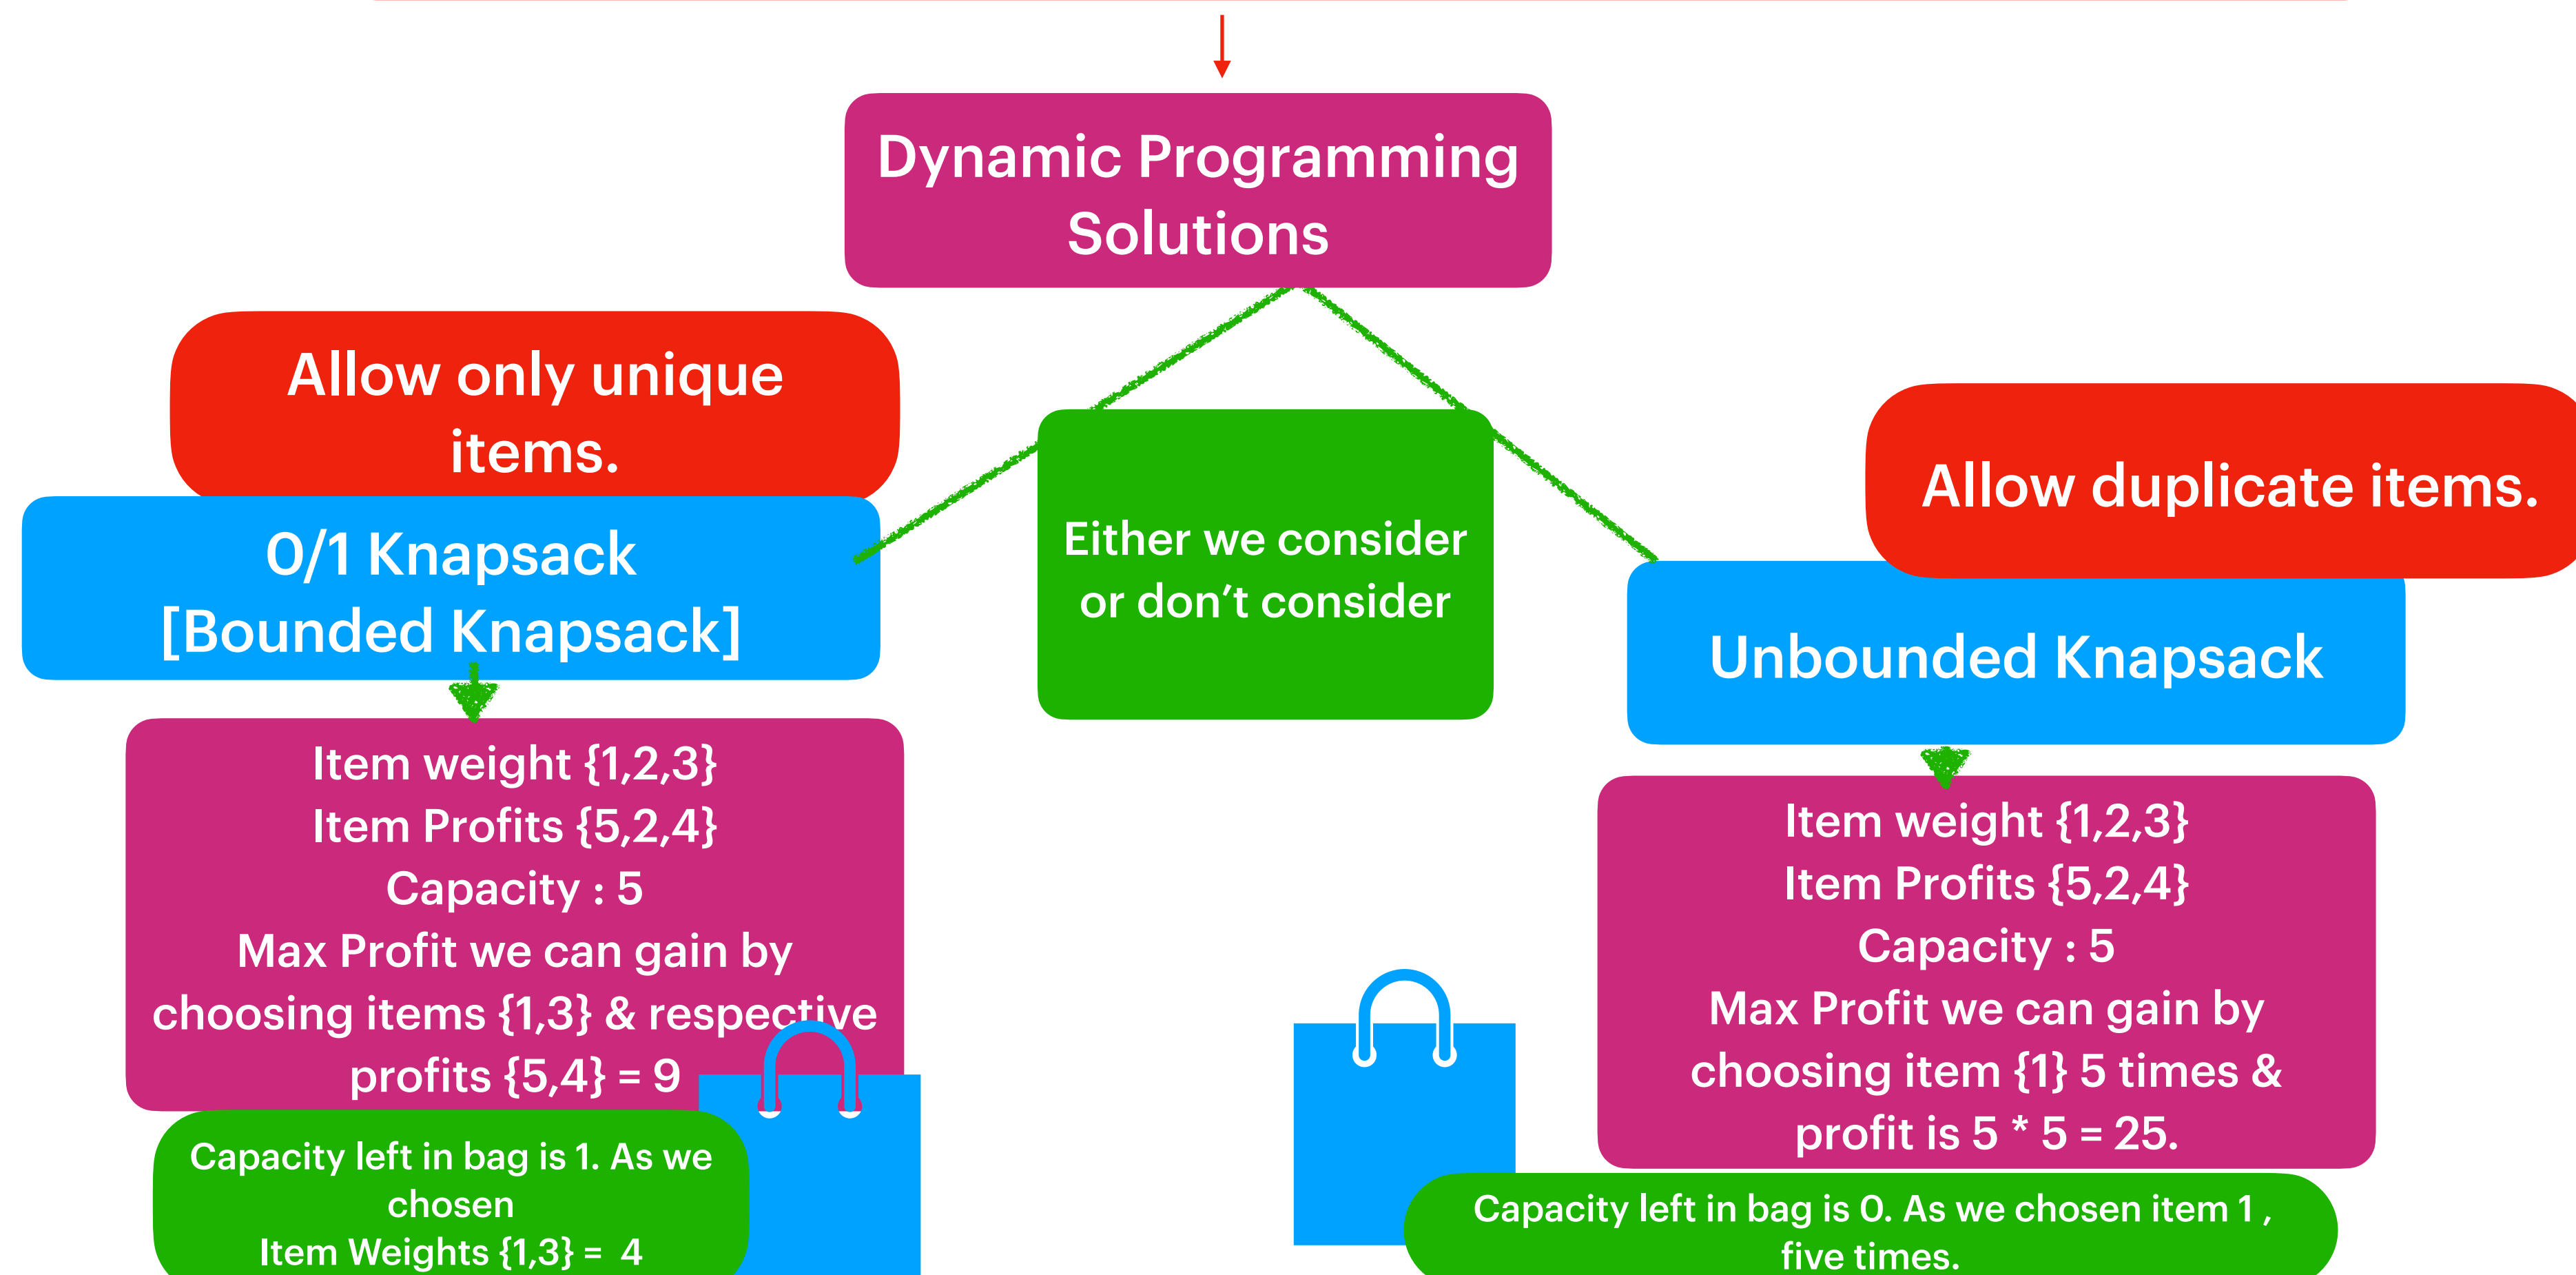 Dynamic Programming
Solutions
Allow only unique
items.
0/1 Knapsack
[Bounded Knapsack]
Either we consider
or don’t consider
Allow duplicate items.
Unbounded Knapsack
Item weight {1,2,3}
Item Profits {5,2,4}
Capacity : 5
Max Profit we can gain by
choosing items {1,3} & respective
profits {5,4} = 9
Capacity left in bag is 1. As we
chosen
Item Weights {1,3} = 4
Item weight {1,2,3}
Item Profits {5,2,4}
Capacity : 5
Max Profit we can gain by
choosing item {1} 5 times &
profit is 5 * 5 = 25.
Capacity left in bag is 0. As we chosen item 1 ,
five times.